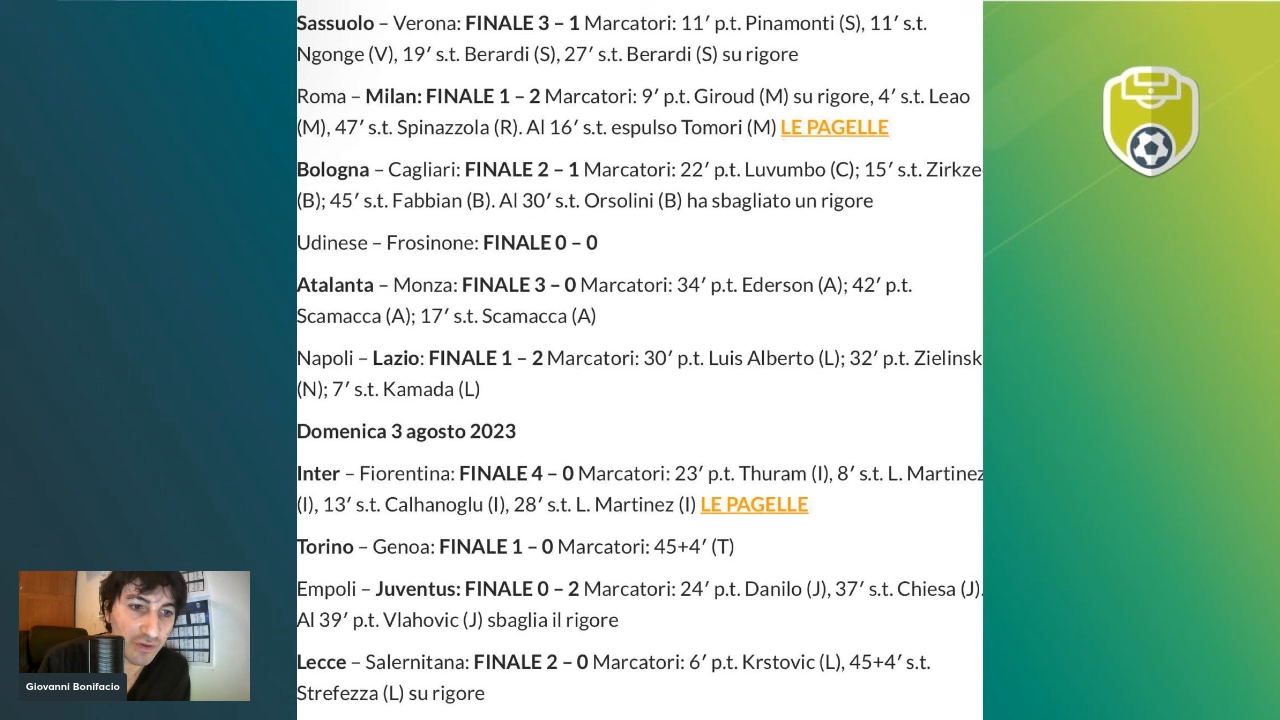 Sassuolo – Verona: FINALE 3 – 1 Marcatori: 11′ p.t. Pinamonti (S), 11′ s.t.
Ngonge (V), 19′ s.t. Berardi (S), 27′ s.t. Berardi (S) su rigore
Roma – Milan: FINALE 1 – 2 Marcatori: 9′ p.t. Giroud (M) su rigore, 4′ s.t. Leao
(M), 47′ s.t. Spinazzola (R). Al 16′ s.t. espulso Tomori (M) LE PAGELLE
Bologna – Cagliari: FINALE 2 – 1 Marcatori: 22′ p.t. Luvumbo (C); 15′ s.t. Zirkze
(B); 45′ s.t. Fabbian (B). Al 30′ s.t. Orsolini (B) ha sbagliato un rigore
Udinese – Frosinone: FINALE 0 – 0
Atalanta – Monza: FINALE 3 – 0 Marcatori: 34′ p.t. Ederson (A); 42′ p.t.
Scamacca (A); 17′ s.t. Scamacca (A)
Napoli – Lazio: FINALE 1 – 2 Marcatori: 30′ p.t. Luis Alberto (L); 32′ p.t. Zielinsk
(N); 7′ s.t. Kamada (L)
Domenica 3 agosto 2023
Inter – Fiorentina: FINALE 4 – 0 Marcatori: 23′ p.t. Thuram (I), 8′ s.t. L. Martinez
(I), 13′ s.t. Calhanoglu (I), 28′ s.t. L. Martinez (I) LE PAGELLE
Torino – Genoa: FINALE 1 – 0 Marcatori: 45+4′ (T)
Empoli – Juventus: FINALE 0 – 2 Marcatori: 24′ p.t. Danilo (J), 37′ s.t. Chiesa (J).
Al 39′ p.t. Vlahovic (J) sbaglia il rigore
Lecce – Salernitana: FINALE 2 – 0 Marcatori: 6′ p.t. Krstovic (L), 45+4′ s.t.
Strefezza (L) su rigore
Giovanni Bonifacio